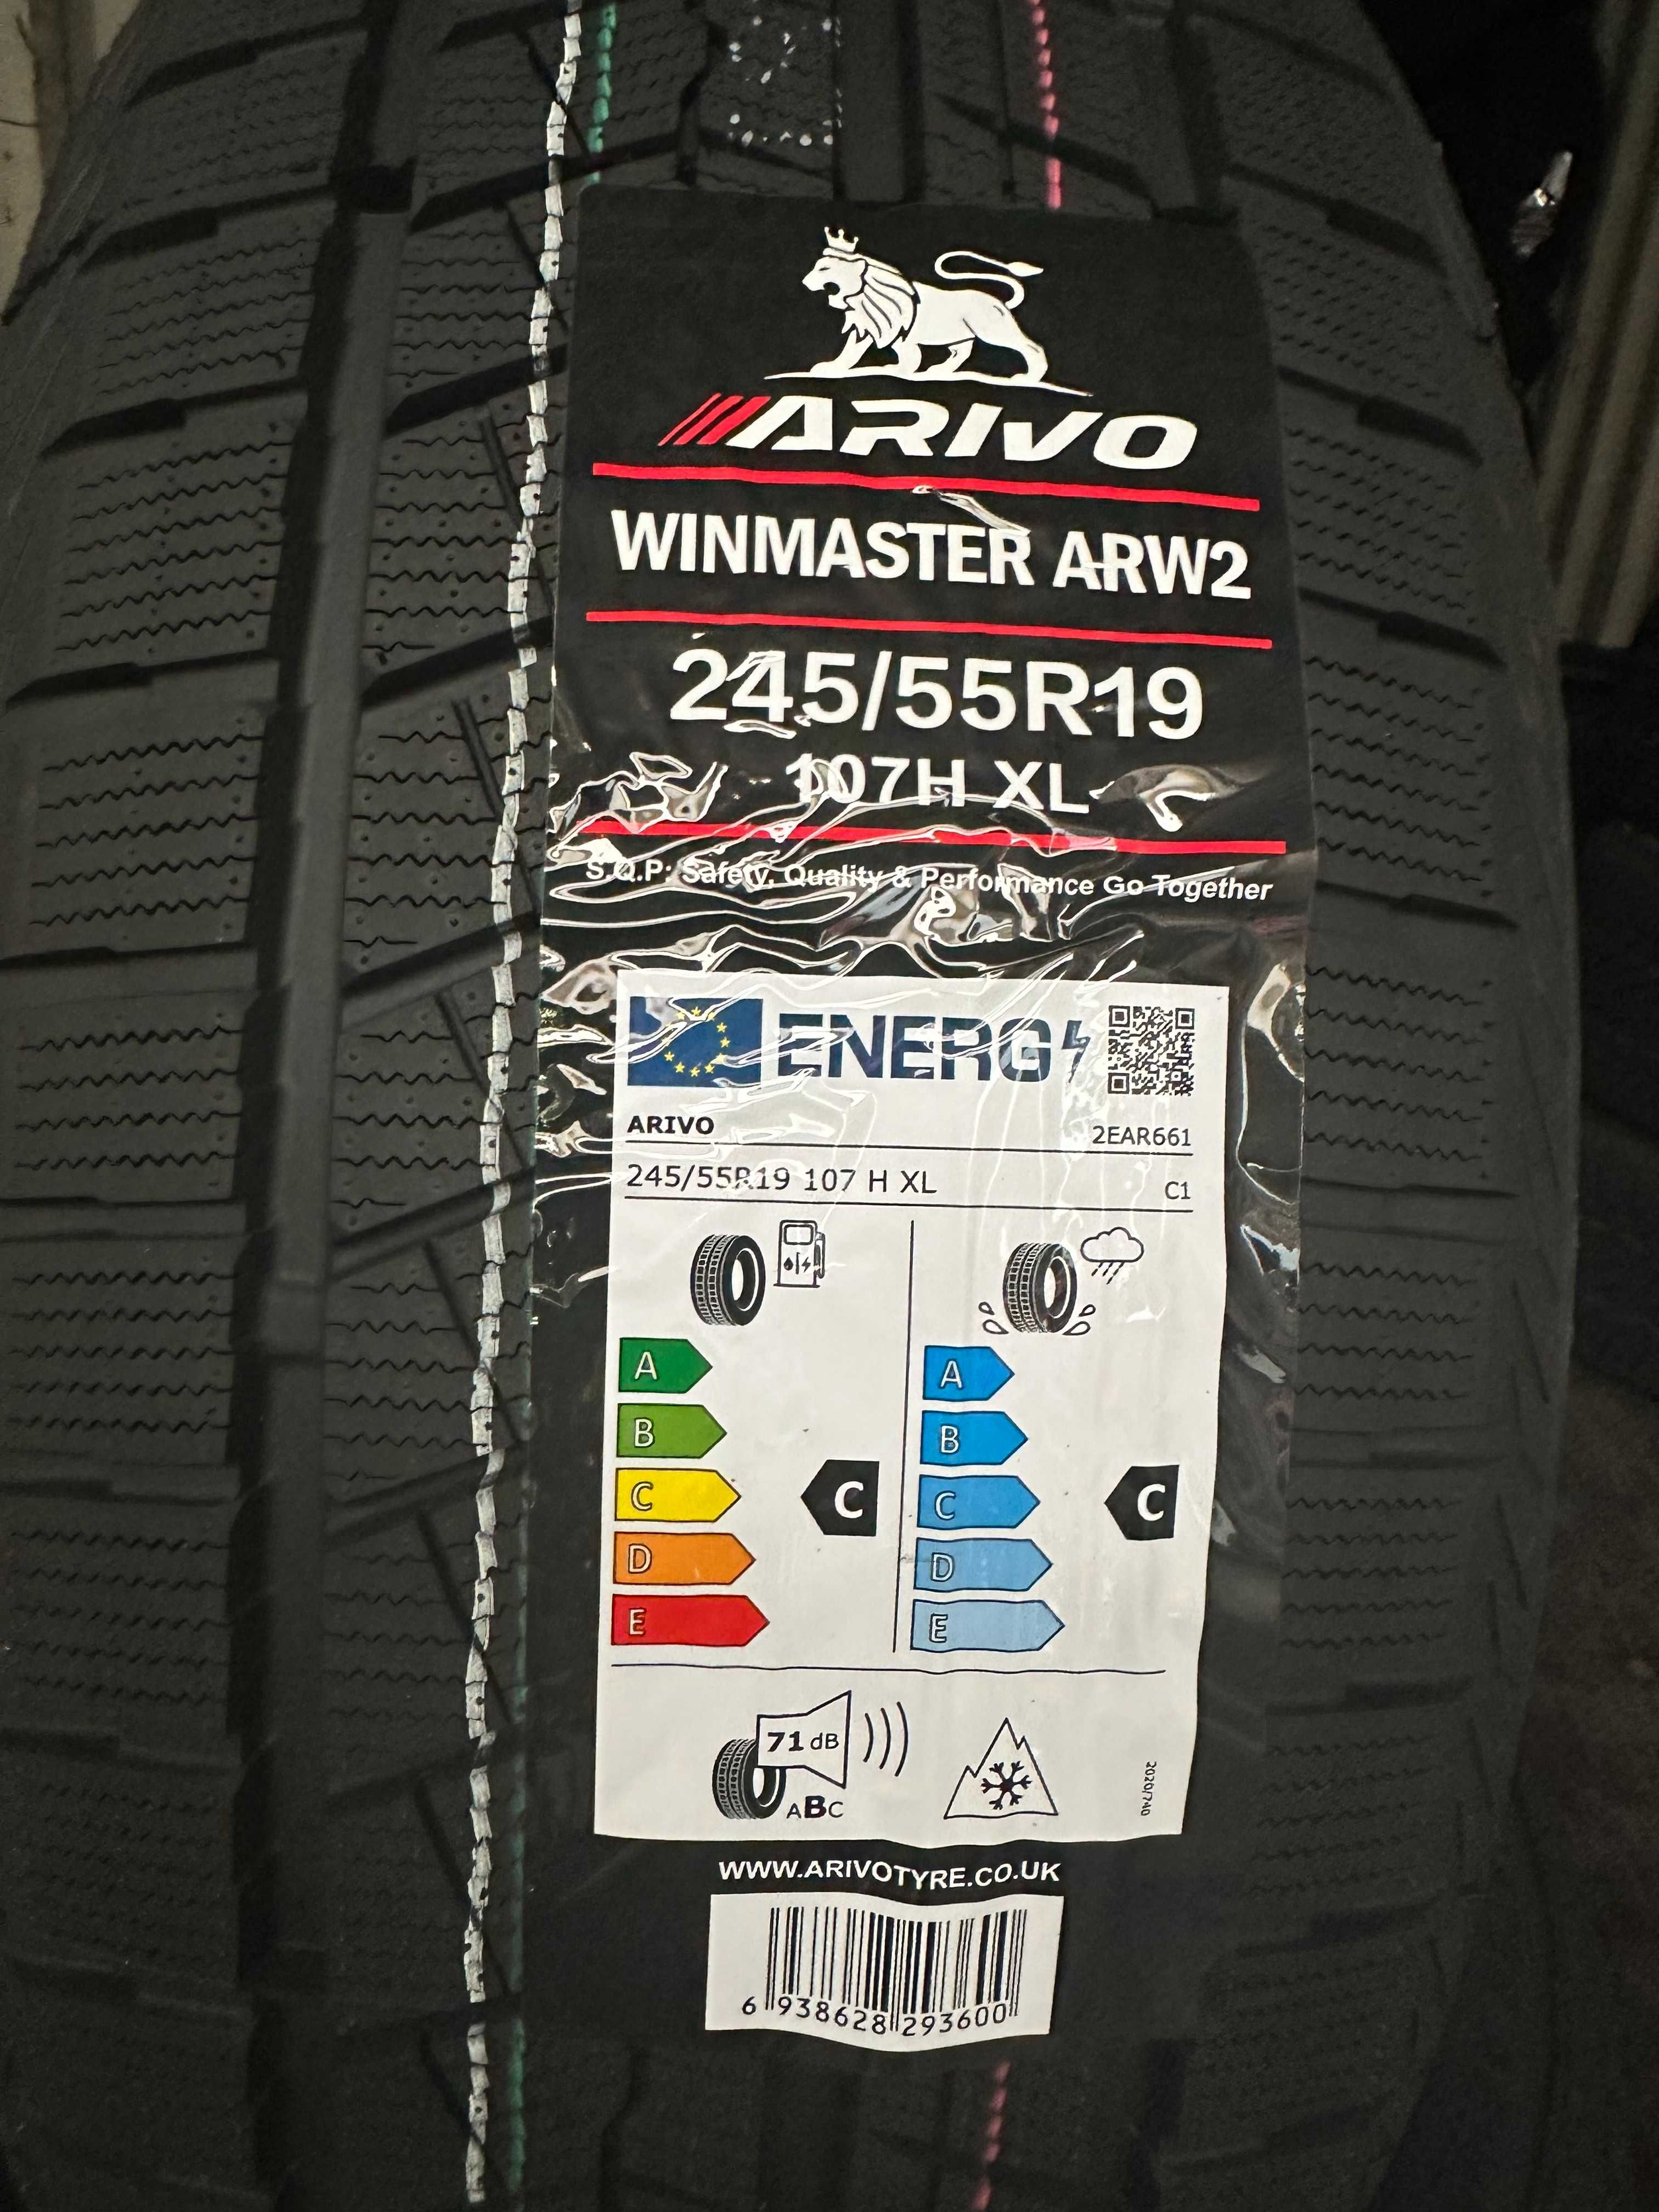 ARIVO
WINMASTER ARW2
245/55R19
107H XL
S.Q.P: Safety, Quality & Performance Go Together
ENERG
ARIVO
2EAR661
245/55R19 107 H XL
C1
A
B
C
D
E
C
A
B
C
D
E
C
71 dB
ABC
2020/740
WWW.ARIVOTYRE.CO.UK
6 938628 293600